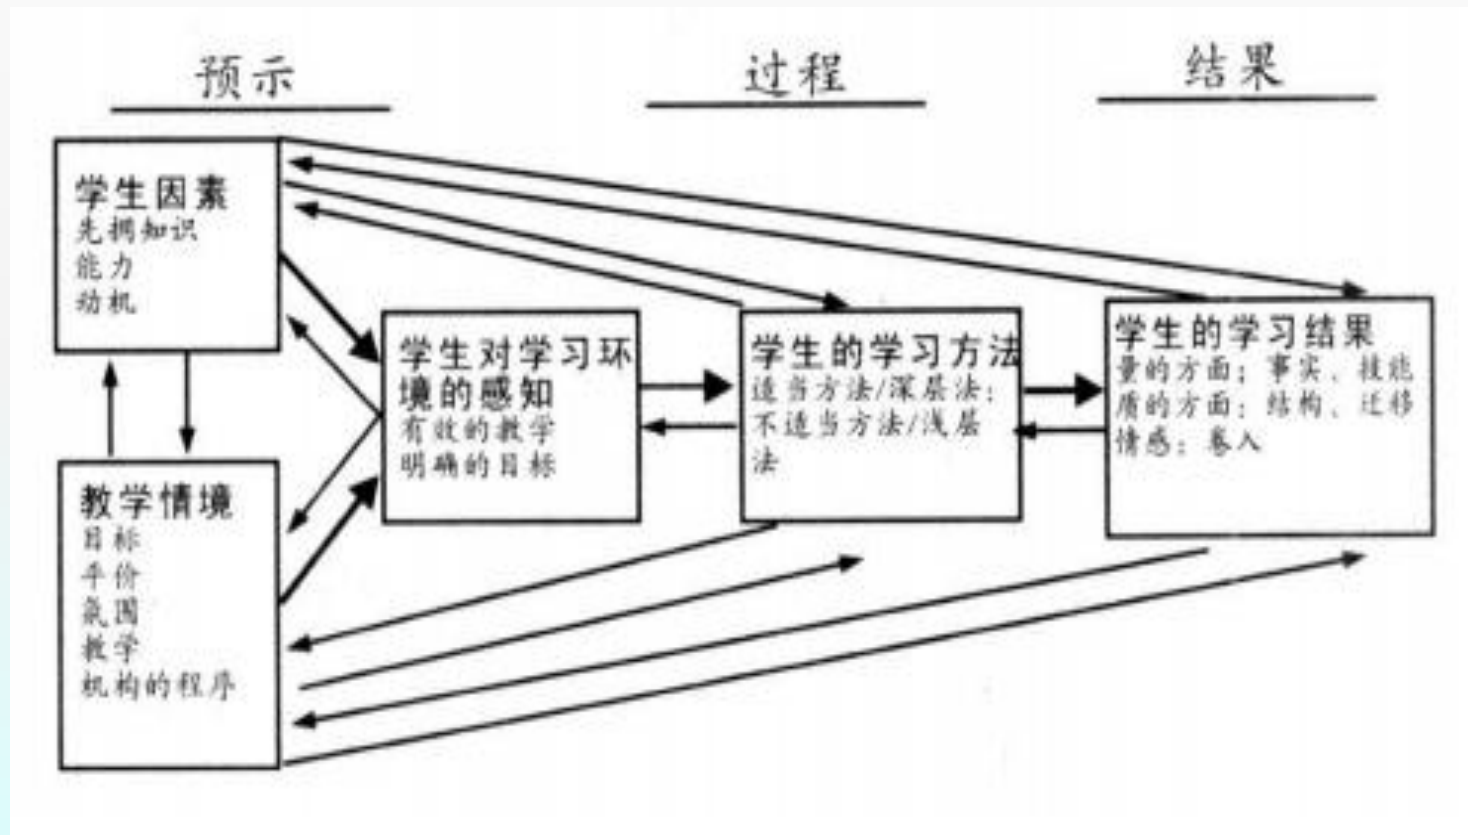 预示
过程
结果
学生因素
先拥知识
能力
动机
教学情境
目标
平价
氛围
教学
机构的程序
学生对学习环
境的感知
有效的教学
明确的目标
学生的学习方法
适当方法/深层法;
不适当方法/浅层
法
学生的学习结果
量的方面; 事实、技能
质的方面; 结构、迁移
情感; 卷入